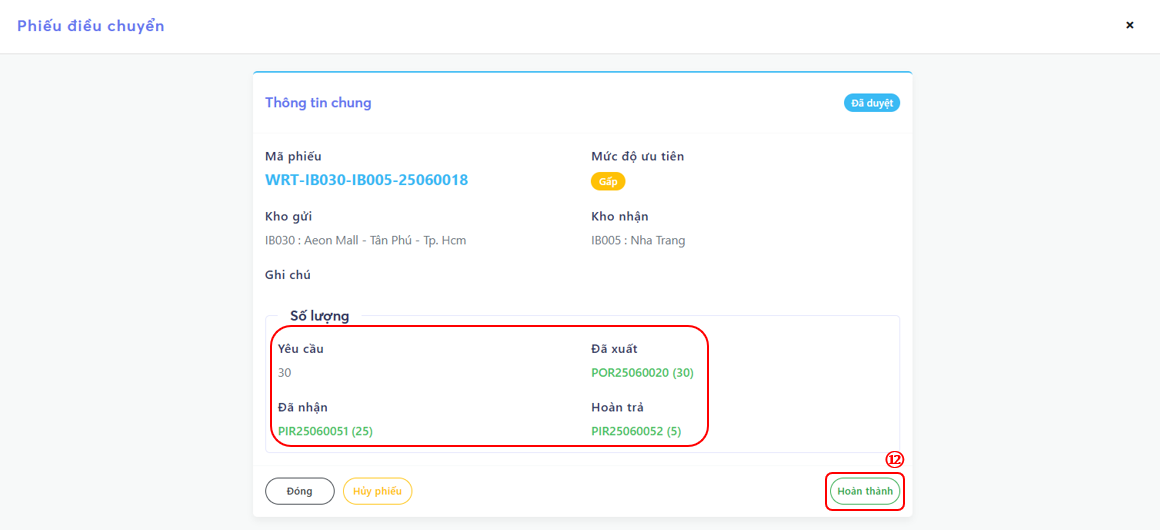 Phiếu điều chuyển
×
Thông tin chung
Đã duyệt
Mã phiếu
Mức độ ưu tiên
WRT-IB030-IB005-25060018
Gấp
Kho gửi
Kho nhận
IB030 : Aeon Mall - Tân Phú - Tp. Hcm
IB005 : Nha Trang
Ghi chú
Số lượng
Yêu cầu
Đã xuất
30
POR25060020 (30)
Đã nhận
Hoàn trả
PIR25060051 (25)
PIR25060052 (5)
⑫
Đóng
Hủy phiếu
Hoàn thành